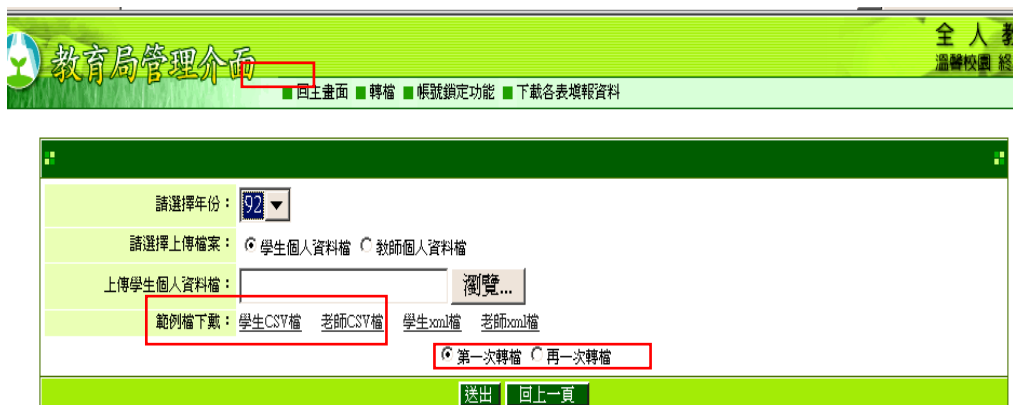 全 人 教
溫馨校園 終
教育局管理介面
回主畫面 轉檔 帳號鎖定功能 下載各表填報資料
請選擇年份： 92
請選擇上傳檔案： 學生個人資料檔 教師個人資料檔
上傳學生個人資料檔： 瀏覽...
範例檔下載： 學生CSV檔 老師CSV檔 學生xml檔 老師xml檔
第一次轉檔 再一次轉檔
送出 回上一頁